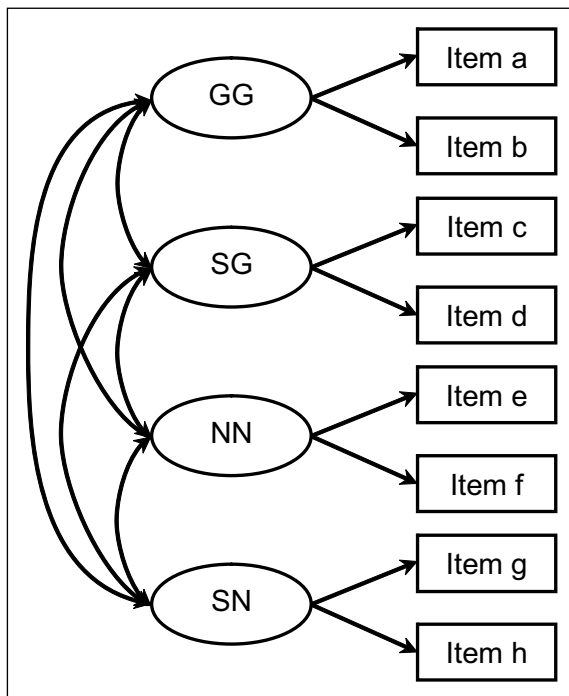 GG
Item a
Item b
SG
Item c
Item d
NN
Item e
Item f
SN
Item g
Item h